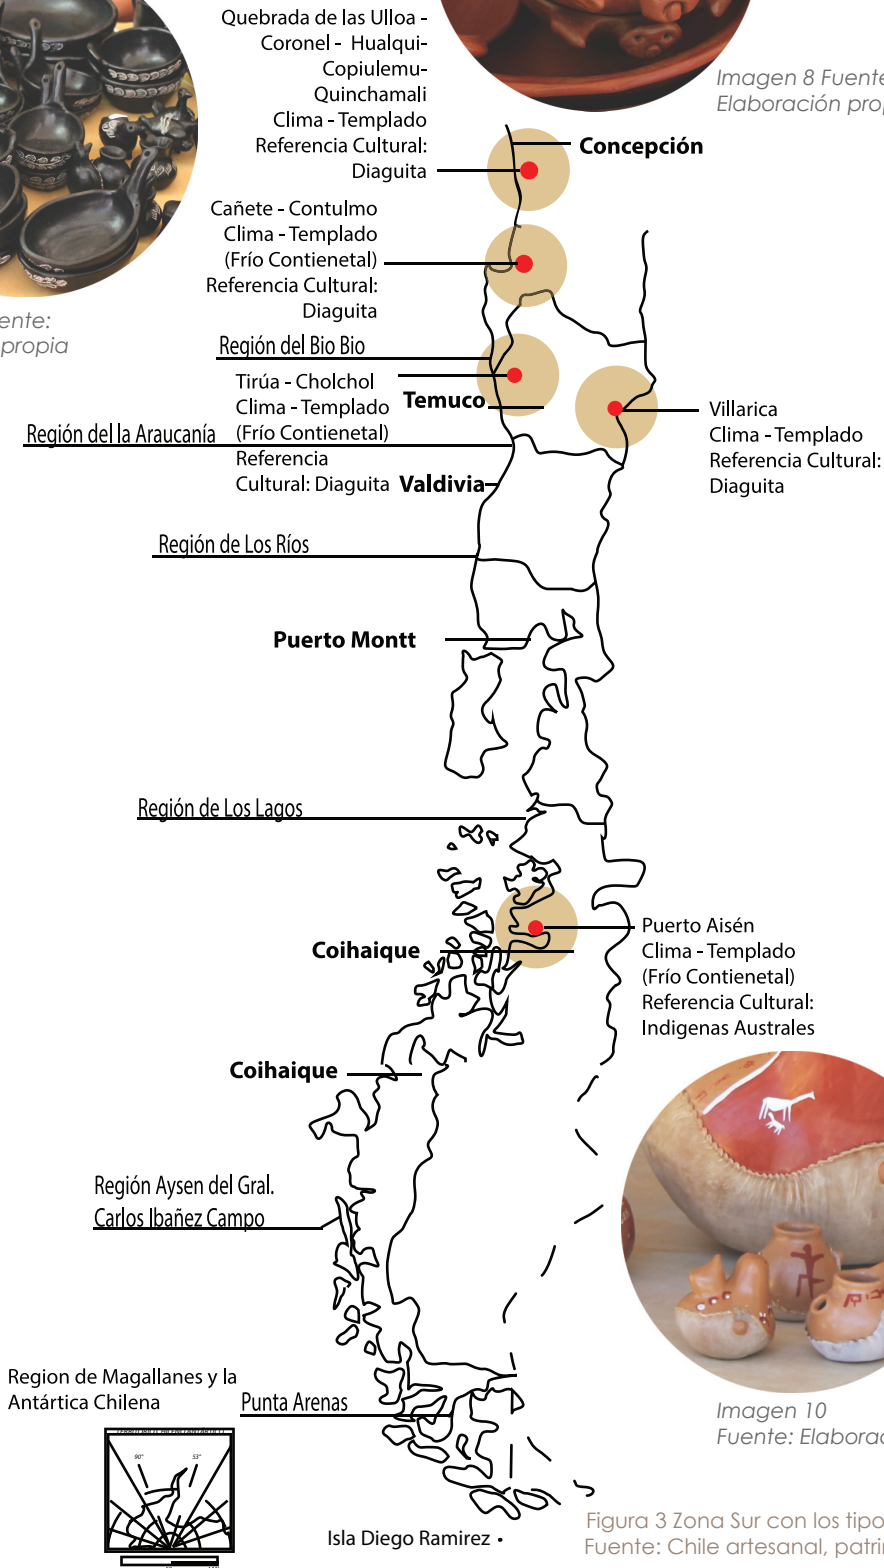 Quebrada de las Ulloa -
Coronel - Hualqui-
Copiulemu-
Quinchamali
Clima - Templado
Referencia Cultural:
Diaguita
Imagen 8 Fuente
Elaboración prop
Concepción
Cañete - Contulmo
Clima - Templado
(Frío Contienetal)
Referencia Cultural:
Diaguita
ente:
propia
Región del Bio Bio
Tirúa - Cholchol
Clima - Templado
(Frío Contienetal)
Referencia
Cultural: Diaguita
Temuco
Villarica
Clima - Templado
Referencia Cultural:
Diaguita
Región del la Araucanía
Valdivia
Región de Los Ríos
Puerto Montt
Región de Los Lagos
Puerto Aisén
Clima - Templado
(Frío Contienetal)
Referencia Cultural:
Indigenas Australes
Coihaique
Coihaique
Región Aysen del Gral.
Carlos Ibañez Campo
Region de Magallanes y la
Antártica Chilena
Punta Arenas
90°
53°
Imagen 10
Fuente: Elaborac
Isla Diego Ramirez
Figura 3 Zona Sur con los tipo
Fuente: Chile artesanal, patrir